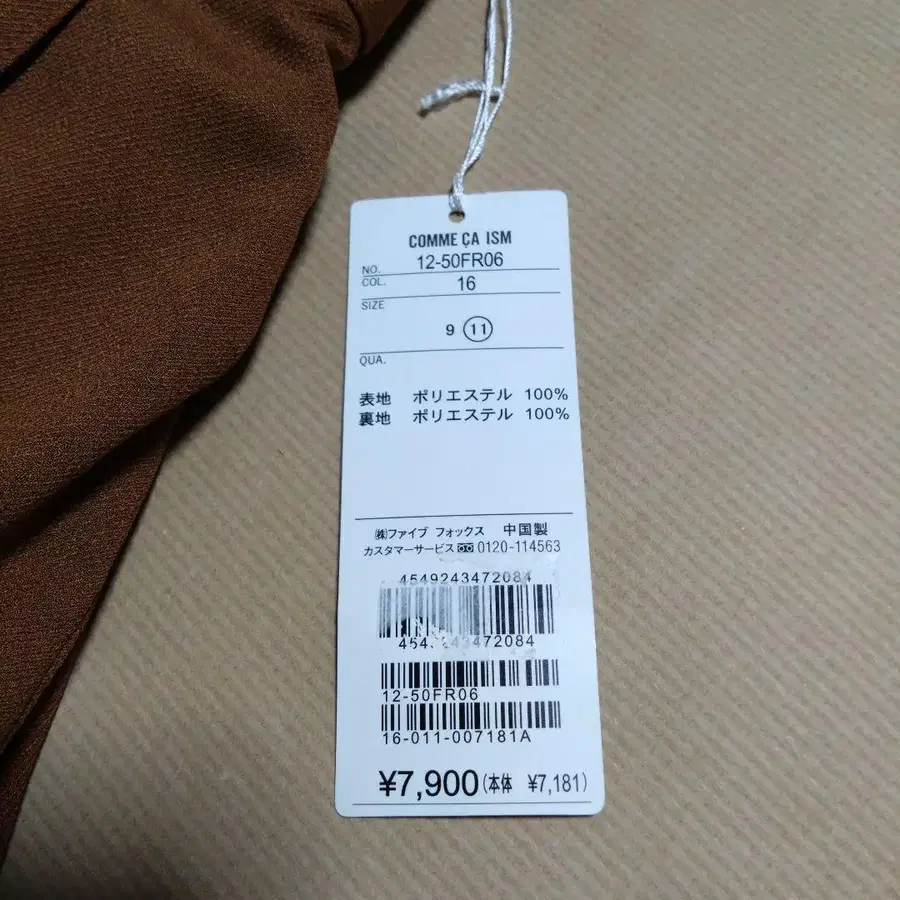 COMME ÇA ISM
NO. 12-50FR06
COL. 16
SIZE
9 11
QUA.
表地 ポリエステル 100%
裏地 ポリエステル 100%
㈱ファイブ フォックス 中国製
カスタマーサービス 0120-114563
4549243472084
4549243472084
12-50FR06
16-011-007181A
¥7,900(本体 ¥7,181)